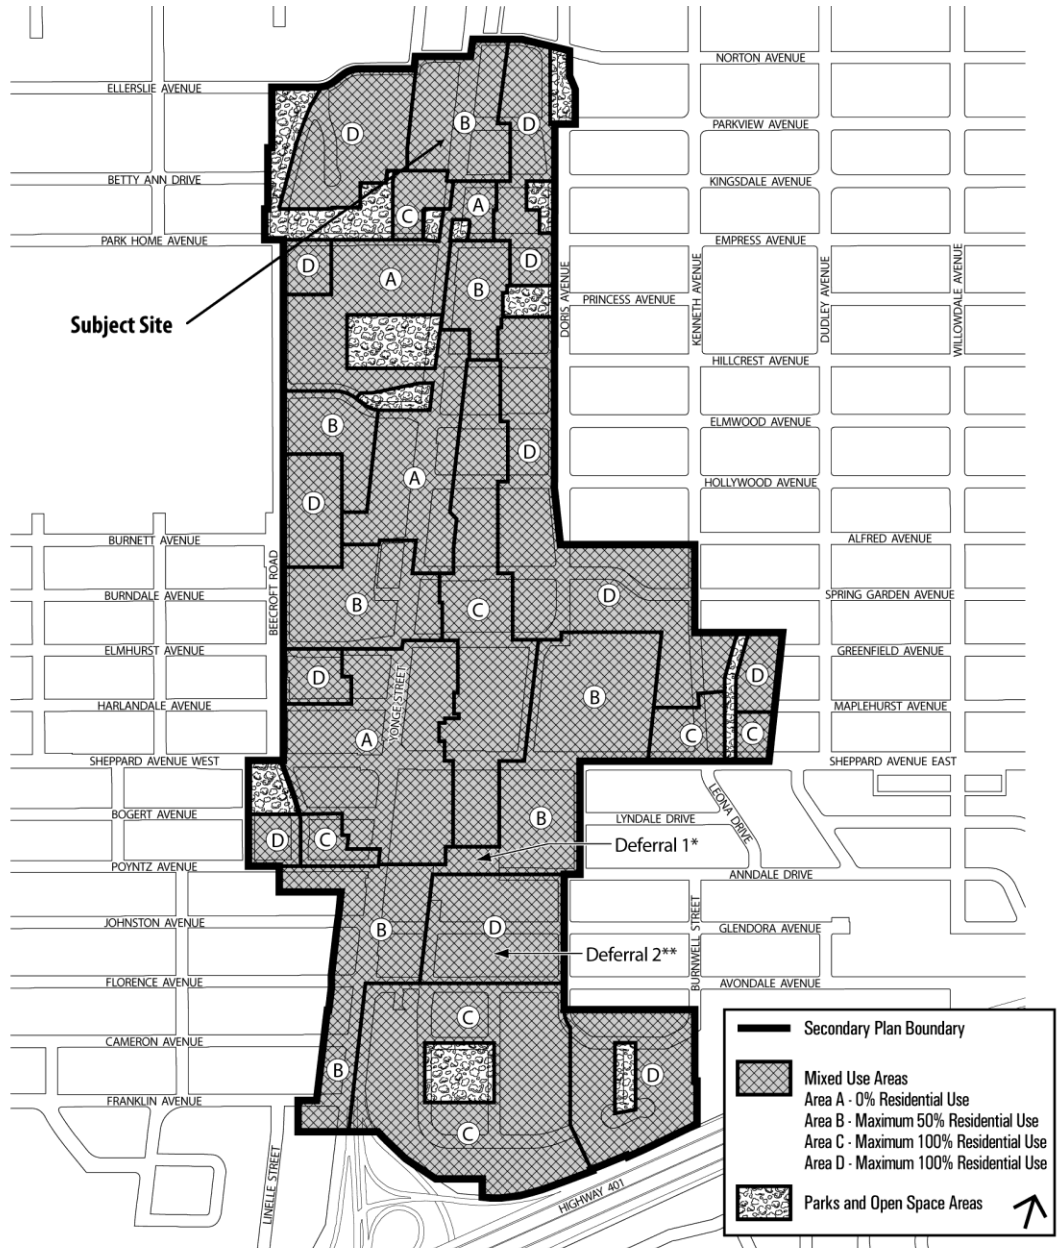 NORTON AVENUE
ELLERSLIE AVENUE
D
B
D
PARKVIEW AVENUE
BETTY ANN DRIVE
KINGSDALE AVENUE
C
A
PARK HOME AVENUE
EMPRESS AVENUE
D
A
D
B
DORIS AVENUE
PRINCESS AVENUE
KENNETH AVENUE
DUDLEY AVENUE
WILLOWDALE AVENUE
Subject Site
HILLCREST AVENUE
B
ELMWOOD AVENUE
D
A
D
HOLLYWOOD AVENUE
BURNETT AVENUE
ALFRED AVENUE
BEECROFT ROAD
BURNDALE AVENUE
B
C
D
SPRING GARDEN AVENUE
ELMHURST AVENUE
GREENFIELD AVENUE
D
YONGE STREET
B
D
HARLANDALE AVENUE
MAPLEHURST AVENUE
A
C
C
SHEPPARD AVENUE WEST
SHEPPARD AVENUE EAST
LEONA DRIVE
BOGERT AVENUE
B
LYNDALE DRIVE
D
C
Deferral 1*
POYNTZ AVENUE
ANNDALE DRIVE
JOHNSTON AVENUE
B
D
BURNWELL STREET
GLENDORA AVENUE
Deferral 2**
FLORENCE AVENUE
AVONDALE AVENUE
C
CAMERON AVENUE
B
D
FRANKLIN AVENUE
C
LINELLE STREET
HIGHWAY 401
Secondary Plan Boundary
Mixed Use Areas
Area A - 0% Residential Use
Area B - Maximum 50% Residential Use
Area C - Maximum 100% Residential Use
Area D - Maximum 100% Residential Use
Parks and Open Space Areas